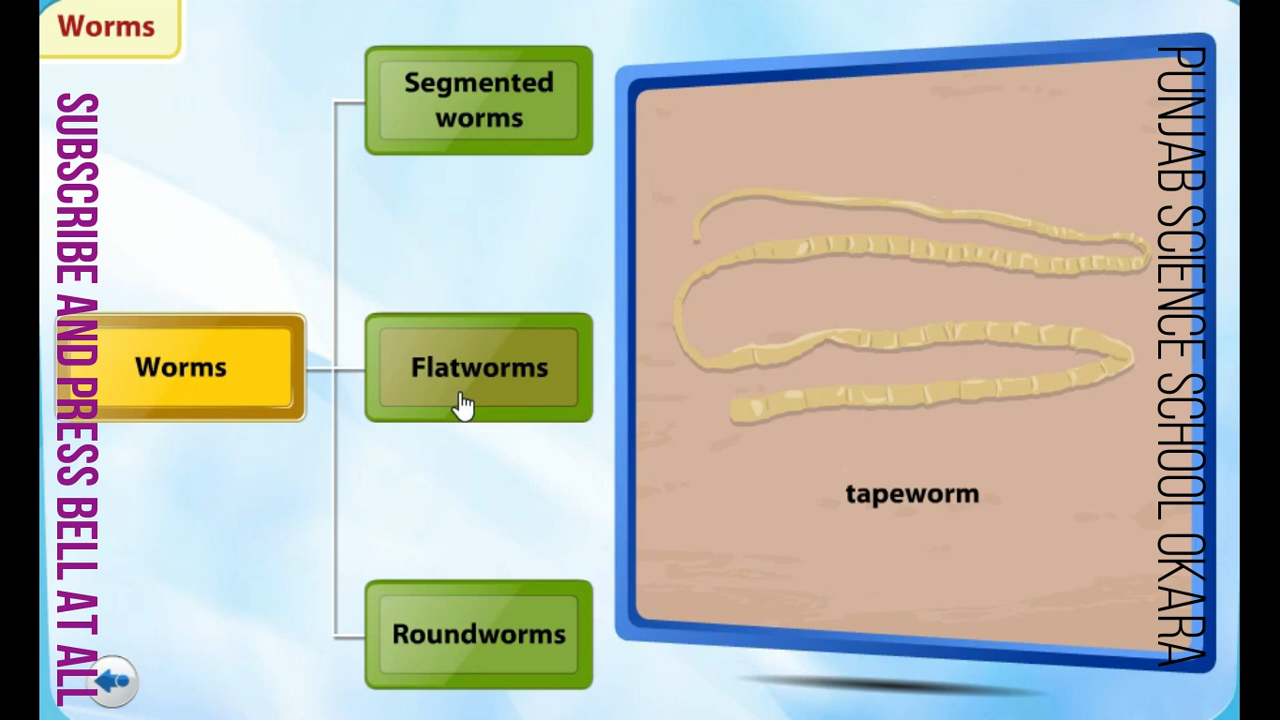 Worms
SUBSCRIBE AND PRESS BELL AT ALL
Segmented
worms
Worms
Flatworms
Roundworms
tapeworm
PUNJAB SCIENCE SCHOOL OKARA